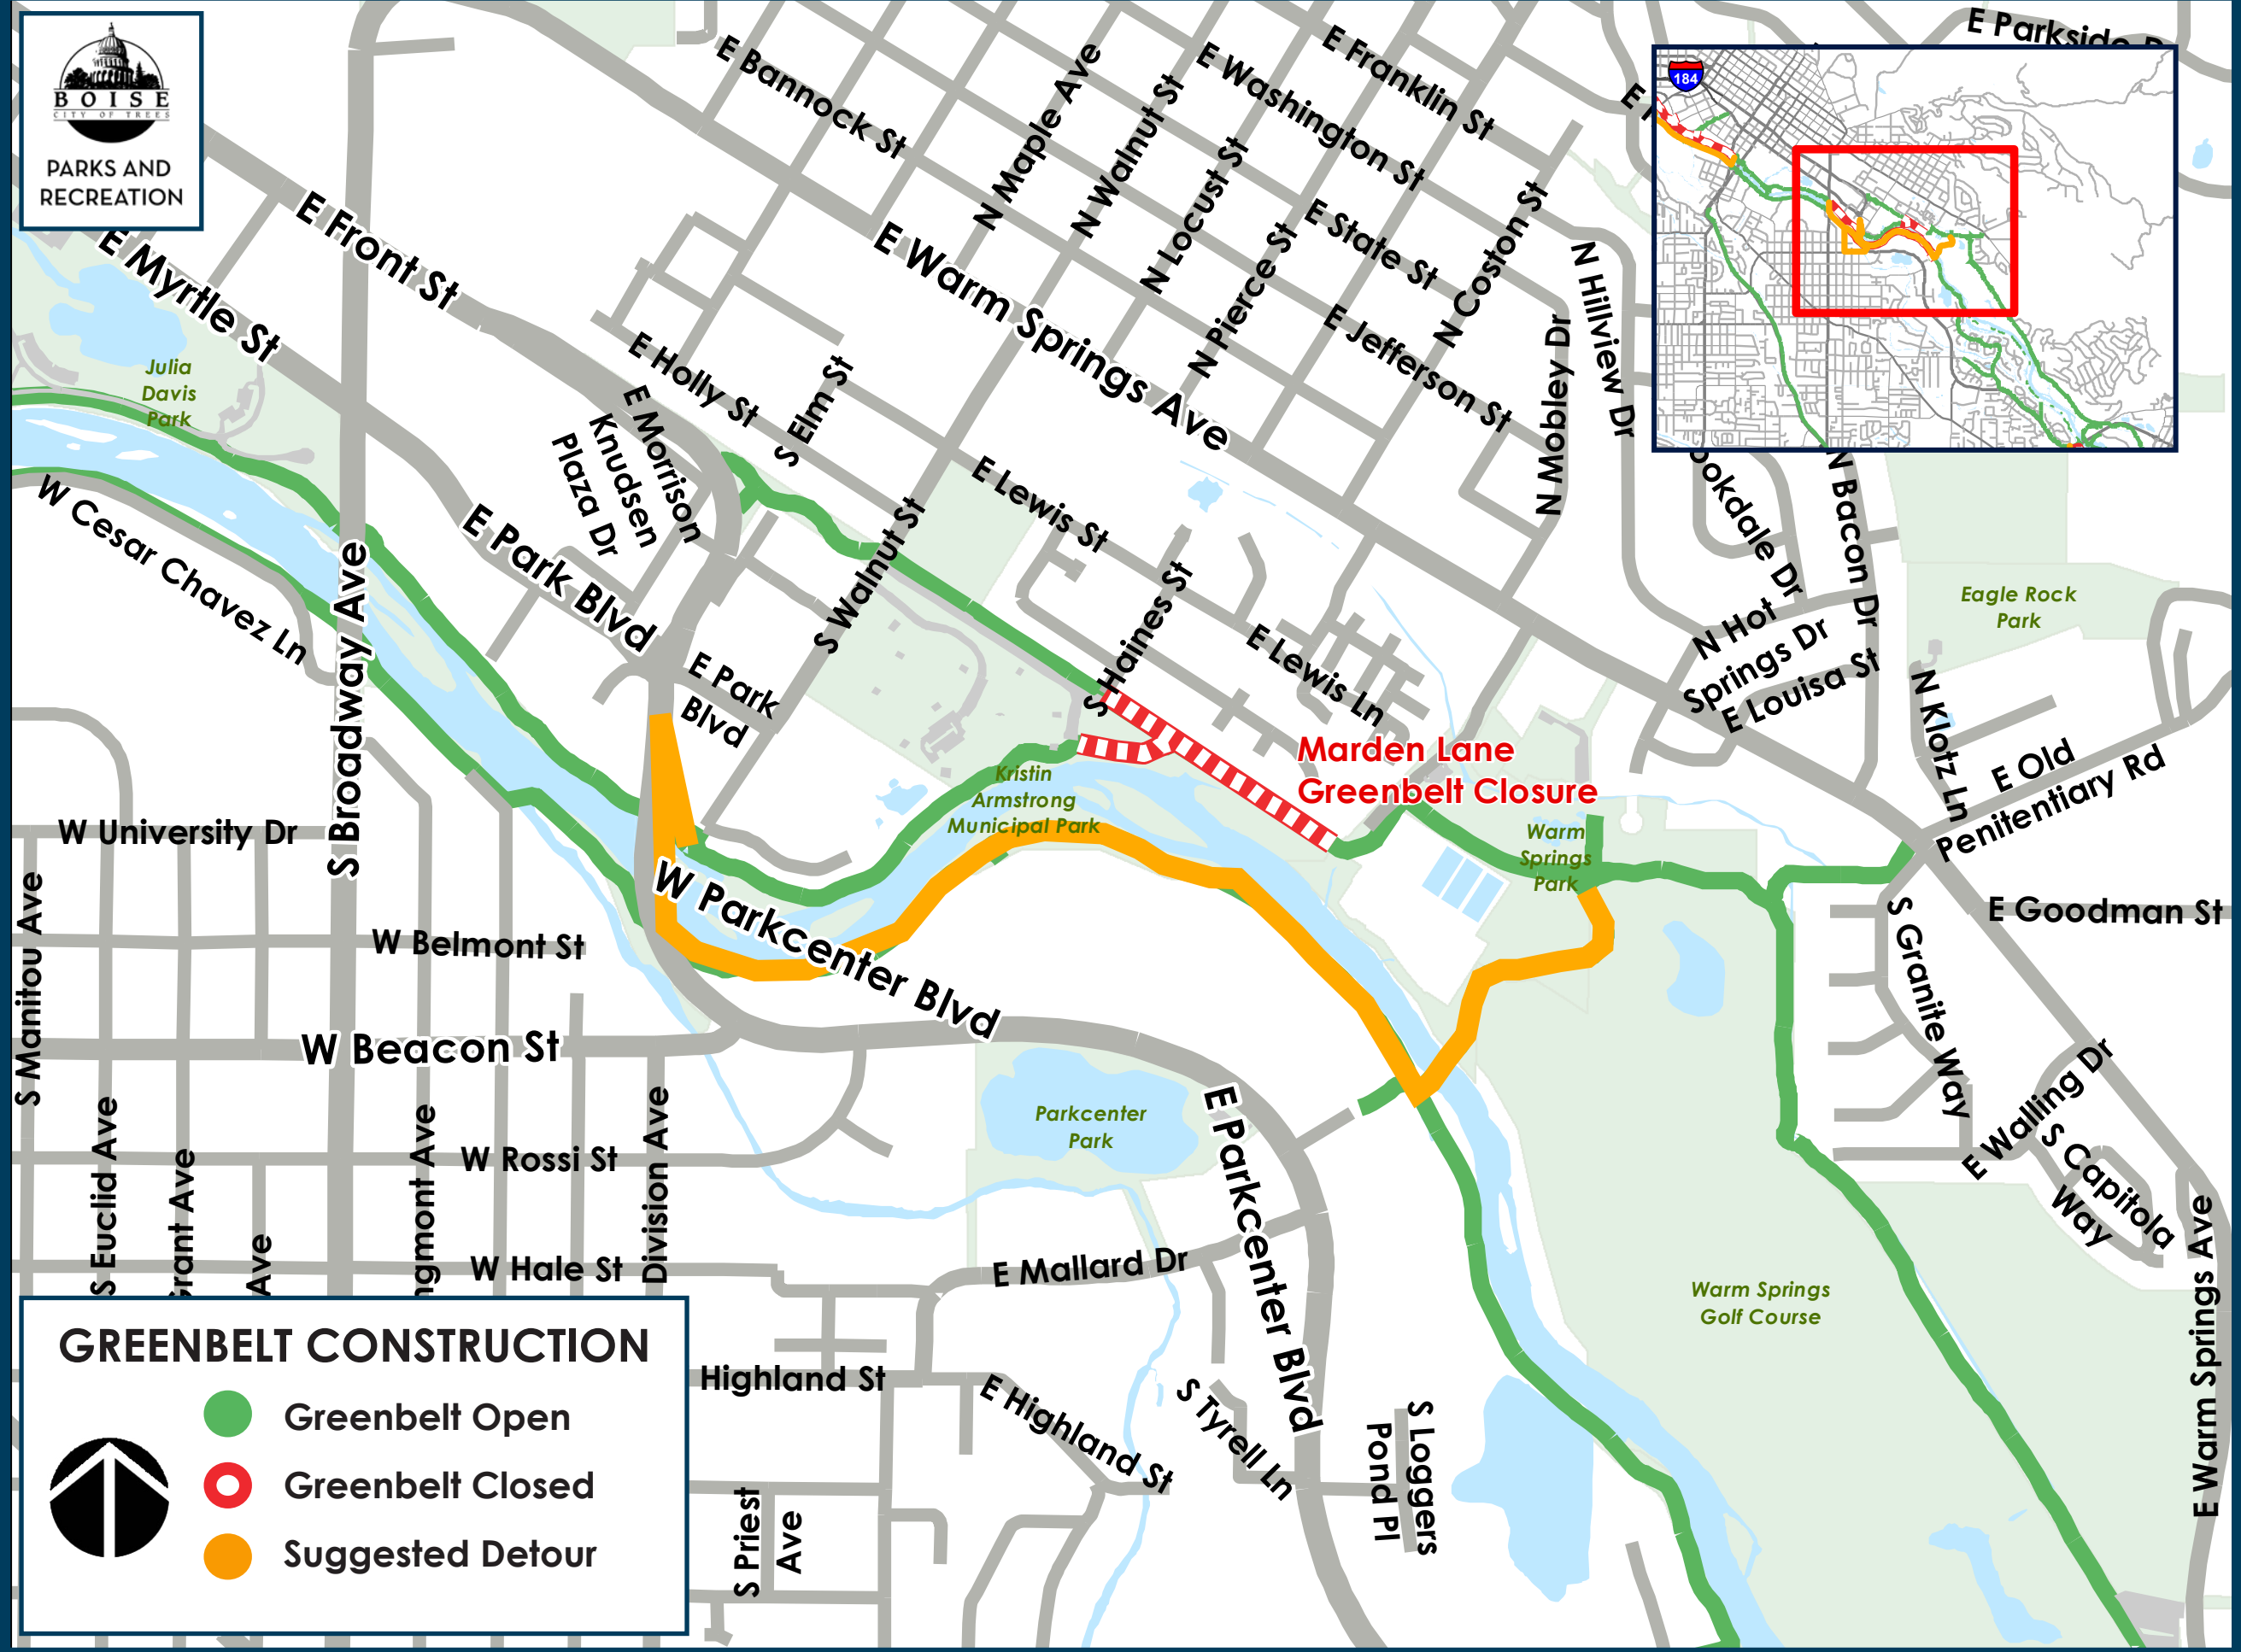 BOISE
CITY OF TREES
PARKS AND
RECREATION
E Parkside
184
E Bannock St
N Maple Ave
N Walnut St
E Washington St
E Franklin St
N Locust St
N Pierce St
E State St
N Coston St
E Jefferson St
N Mobley Dr
N Hillview Dr
E Warm Springs Ave
E Front St
E Myrtle St
Julia
Davis
Park
E Holly St
S Elm St
E Morrison
Knudsen
Plaza Dr
E Park Blvd
W Cesar Chavez Ln
S Broadway Ave
E Lewis St
S Walnut St
S Haines St
E Lewis Ln
E Park
Blvd
ookdale Dr
N Bacon Dr
N Hot
Springs Dr
E Louisa St
Eagle Rock
Park
N Klotz Ln
E Old
Penitentiary Rd
Marden Lane
Greenbelt Closure
Kristin
Armstrong
Municipal Park
Warm
Springs
Park
W University Dr
W Parkcenter Blvd
E Goodman St
S Granite Way
S Manitou Ave
W Belmont St
W Beacon St
Parkcenter
Park
E Parkcenter Blvd
E Walling Dr
S Capitola
Way
E Warm Springs Ave
S Euclid Ave
Grant Ave
Ave
ngmont Ave
W Rossi St
Division Ave
W Hale St
E Mallard Dr
Warm Springs
Golf Course
Highland St
E Highland St
S Tyrell Ln
S Loggers
Pond Pl
S Priest
Ave
GREENBELT CONSTRUCTION
Greenbelt Open
Greenbelt Closed
Suggested Detour